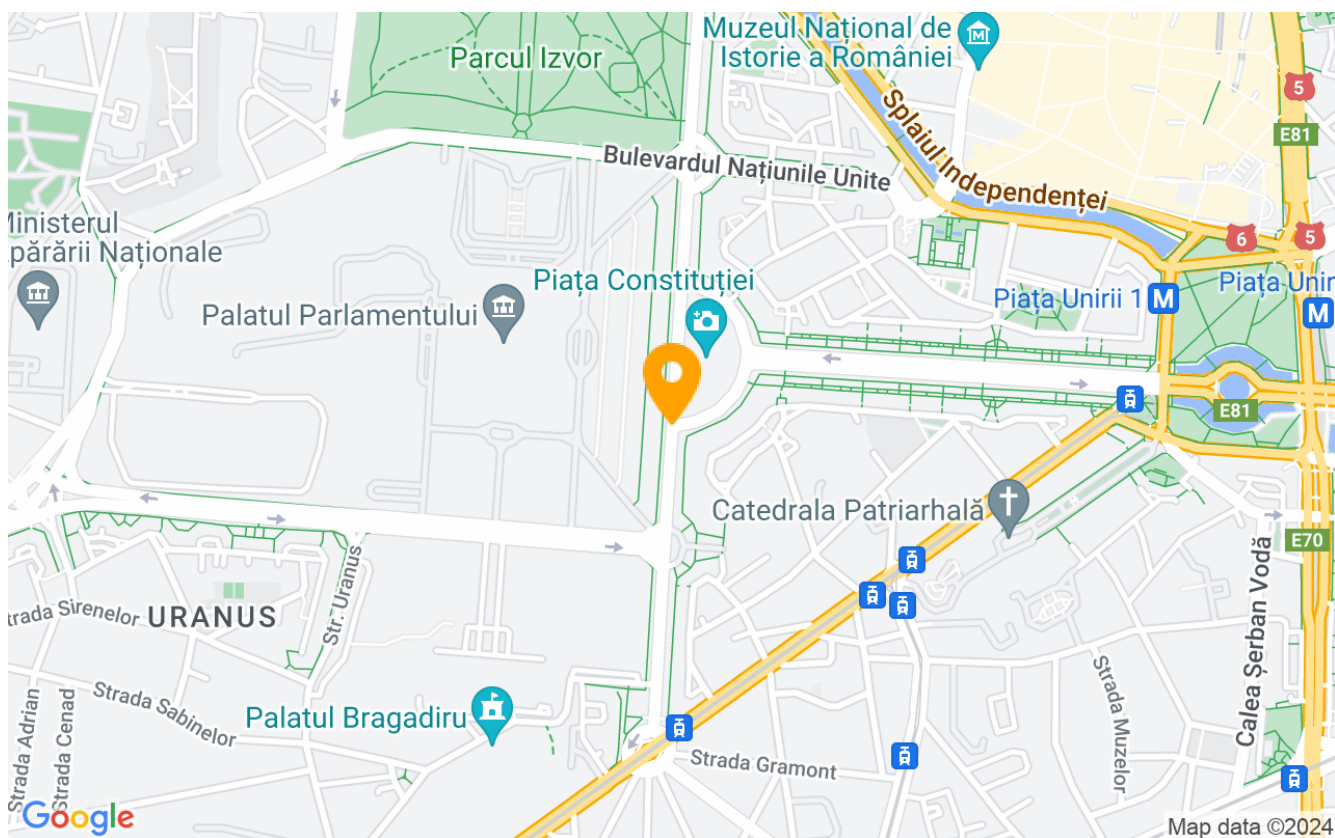 Muzeul Național de
Istorie a României
Parcul Izvor
5
E81
Splaiul Independenței
Bulevardul Națiunile Unite
Ministerul
Apărării Naționale
6
5
Piața Constituției
Piața Unirii 1
M
Piața Unir
M
Palatul Parlamentului
E81
Catedrala Patriarhală
E70
Calea Șerban Vodă
Str. Uranus
Strada Sirenelor
URANUS
Strada Muzelor
Strada Adrian
Strada Cenad
Strada Sabinelor
Palatul Bragadiru
Strada Gramont
Google
Map data ©2024